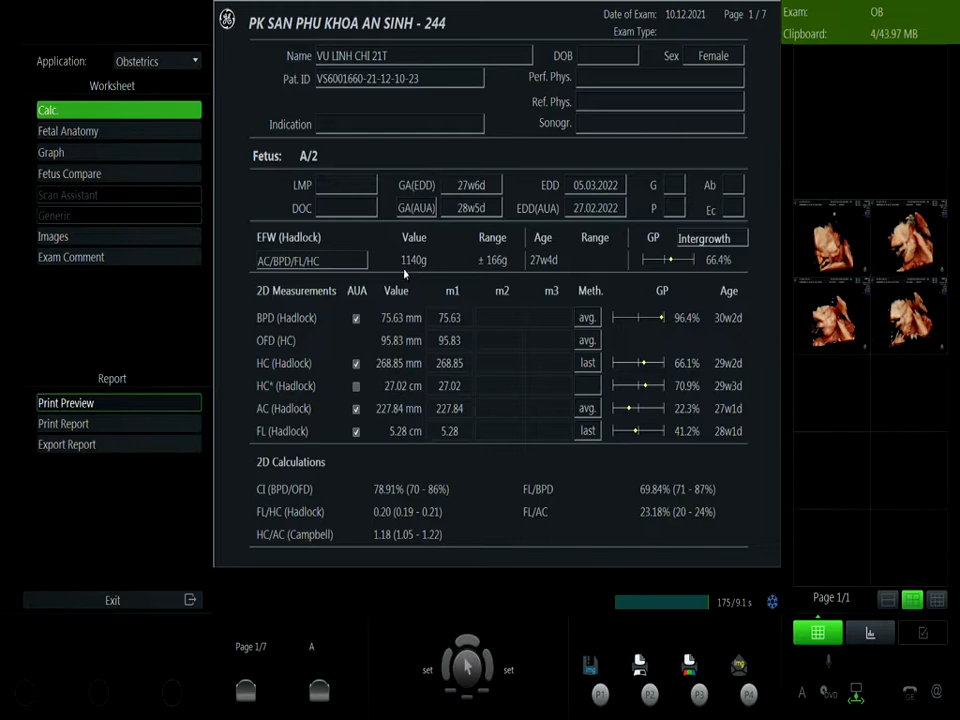 PK SAN PHU KHOA AN SINH - 244
Date of Exam: 10.12.2021 Page 1 / 7
Exam Type:
Exam: OB
Clipboard: 4/43.97 MB
Application: Obstetrics
Worksheet
Calc.
Fetal Anatomy
Graph
Fetus Compare
Scan Assistant
Generic
Images
Exam Comment
Report
Print Preview
Print Report
Export Report
Exit
Name VU LINH CHI 21T DOB Sex Female
Pat. ID VS6001660-21-12-10-23 Perf. Phys.
Ref. Phys.
Indication Sonogr.
Fetus: A/2
LMP GA(EDD) 27w6d EDD 05.03.2022 G Ab
DOC GA(AUA) 28w5d EDD(AUA) 27.02.2022 P Ec
EFW (Hadlock) Value Range Age Range GP Intergrowth
AC/BPD/FL/HC 1140g ± 166g 27w4d 66.4%
2D Measurements AUA Value m1 m2 m3 Meth. GP Age
BPD (Hadlock) 75.63 mm 75.63 avg. 96.4% 30w2d
OFD (HC) 95.83 mm 95.83 avg.
HC (Hadlock) 268.85 mm 268.85 last 66.1% 29w2d
HC* (Hadlock) 27.02 cm 27.02 70.9% 29w3d
AC (Hadlock) 227.84 mm 227.84 avg. 22.3% 27w1d
FL (Hadlock) 5.28 cm 5.28 last 41.2% 28w1d
2D Calculations
CI (BPD/OFD) 78.91% (70 - 86%) FL/BPD 69.84% (71 - 87%)
FL/HC (Hadlock) 0.20 (0.19 - 0.21) FL/AC 23.18% (20 - 24%)
HC/AC (Campbell) 1.18 (1.05 - 1.22)
175/9.1 s
Page 1/1
Page 1/7 A
set set
P1 P2 P3 P4
A DVD @